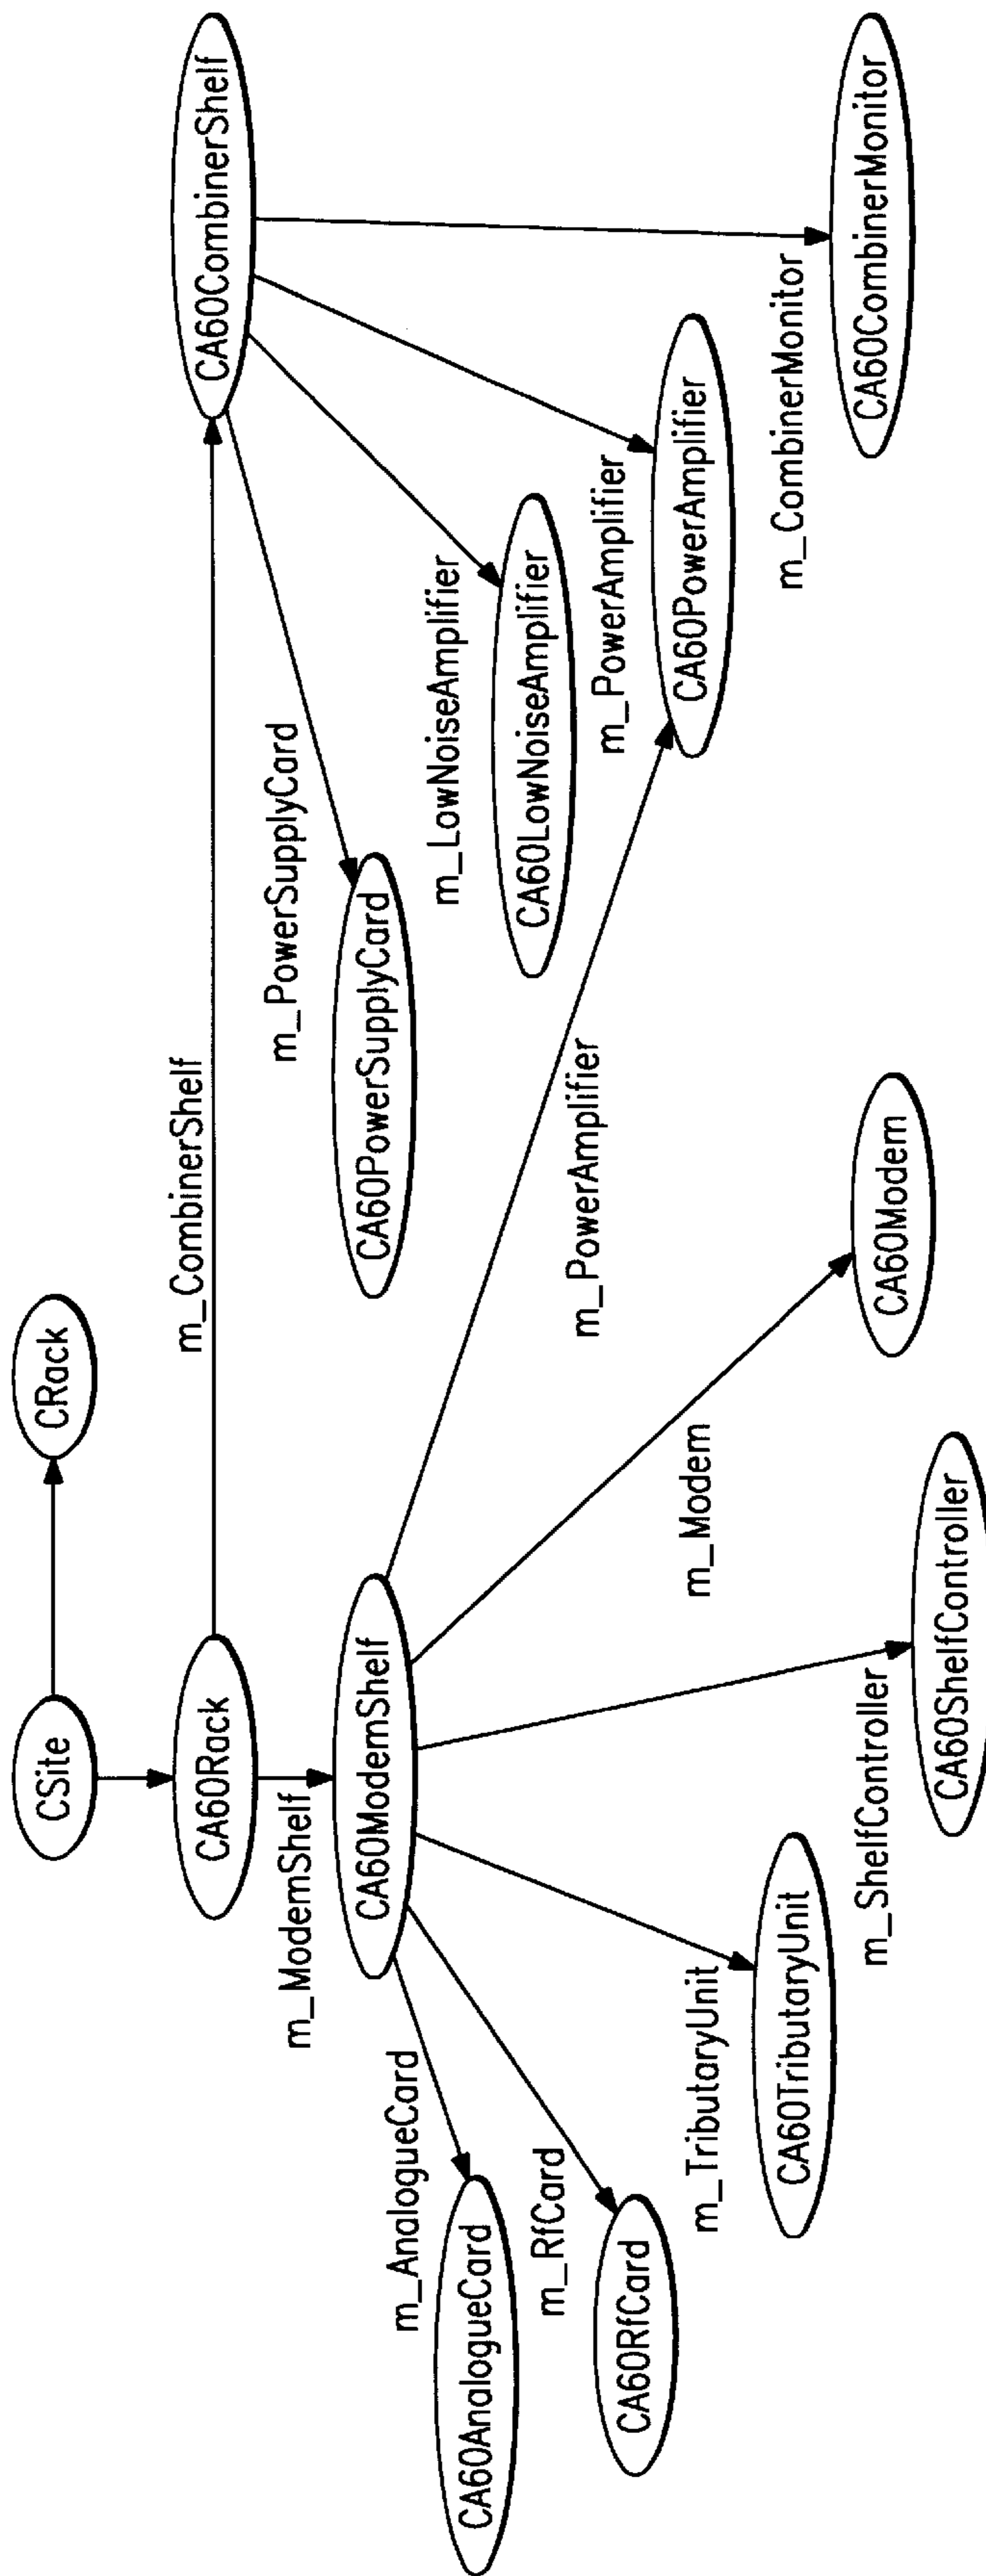 CSite
CRack
CA60Rack
m_CombinerShelf
CA60CombinerShelf
m_ModemShelf
CA60ModemShelf
m_PowerSupplyCard
CA60PowerSupplyCard
m_AnalogueCard
CA60AnalogueCard
m_LowNoiseAmplifier
CA60LowNoiseAmplifier
m_RfCard
CA60RfCard
m_PowerAmplifier
m_PowerAmplifier
CA60PowerAmplifier
m_TributaryUnit
CA60TributaryUnit
m_Modem
CA60Modem
m_CombinerMonitor
CA60CombinerMonitor
m_ShelfController
CA60ShelfController